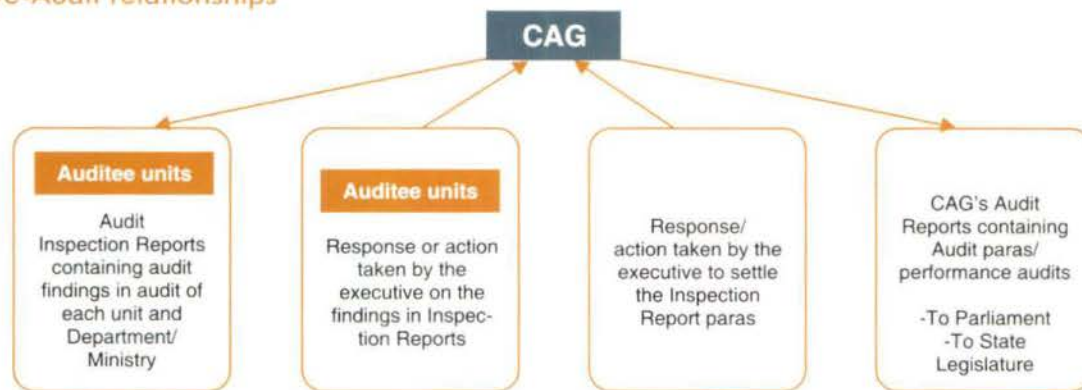 -Audit relationships
CAG
Auditee units
Audit
Inspection Reports
containing audit
findings in audit of
each unit and
Department/
Ministry
Auditee units
Response or action
taken by the
executive on the
findings in Inspec-
tion Reports
Response/
action taken by the
executive to settle
the Inspection
Report paras
CAG's Audit
Reports containing
Audit paras/
performance audits
-To Parliament
-To State
Legislature